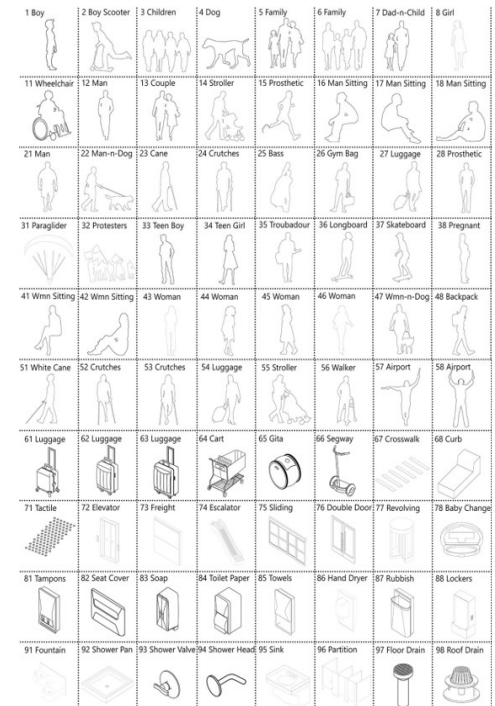 1 Boy 2 Boy Scooter 3 Children 4 Dog 5 Family 6 Family 7 Dad-n-Child 8 Girl
11 Wheelchair 12 Man 13 Couple 14 Stroller 15 Prosthetic 16 Man Sitting 17 Man Sitting 18 Man Sitting
21 Man 22 Man-n-Dog 23 Cane 24 Crutches 25 Bass 26 Gym Bag 27 Luggage 28 Prosthetic
31 Paraglider 32 Protesters 33 Teen Boy 34 Teen Girl 35 Troubadour 36 Longboard 37 Skateboard 38 Pregnant
41 Wmn Sitting 42 Wmn Sitting 43 Woman 44 Woman 45 Woman 46 Woman 47 Wmn-n-Dog 48 Backpack
51 White Cane 52 Crutches 53 Crutches 54 Luggage 55 Stroller 56 Walker 57 Airport 58 Airport
61 Luggage 62 Luggage 63 Luggage 64 Cart 65 Gita 66 Segway 67 Crosswalk 68 Curb
71 Tactile 72 Elevator 73 Freight 74 Escalator 75 Sliding 76 Double Door 77 Revolving 78 Baby Change
81 Tampons 82 Seat Cover 83 Soap 84 Toilet Paper 85 Towels 86 Hand Dryer 87 Rubbish 88 Lockers
91 Fountain 92 Shower Pan 93 Shower Valve 94 Shower Head 95 Sink 96 Partition 97 Floor Drain 98 Roof Drain